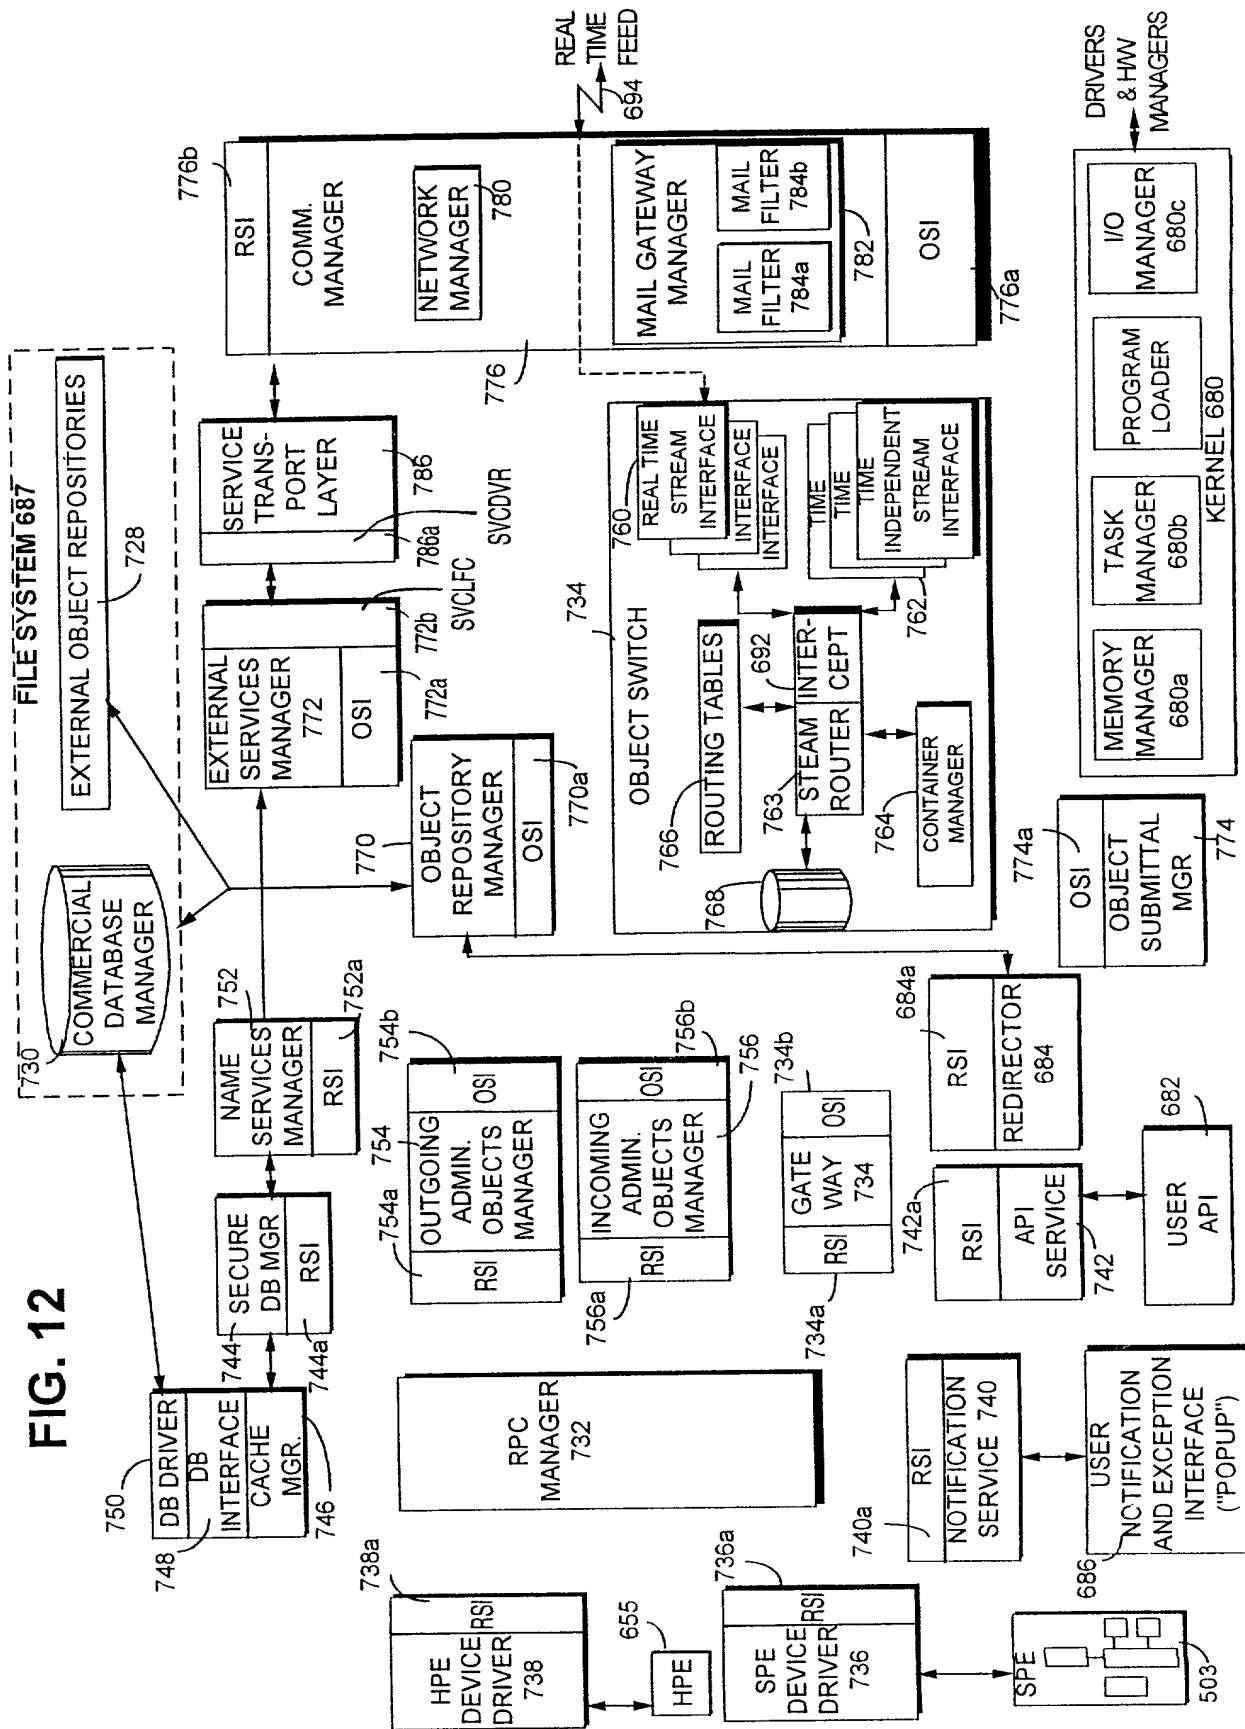 FIG. 12
FILE SYSTEM 687
730
COMMERCIAL
DATABASE
MANAGER
EXTERNAL OBJECT REPOSITORIES
728
750
DB DRIVER
DB
INTERFACE
748
CACHE
MGR.
746
744
SECURE
DB MGR
RSI
744a
NAME
SERVICES
MANAGER
752
RSI
752a
EXTERNAL
SERVICES
MANAGER
772
OSI
772a
772b
SVCLFC
SERVICE
TRANS-
PORT
LAYER
786
786a
SVCDVR
776b
RSI
COMM.
MANAGER
NETWORK
MANAGER
780
776
MAIL GATEWAY
MANAGER
MAIL
FILTER
784a
MAIL
FILTER
784b
782
OSI
776a
REAL
TIME
FEED
694
738a
HPE
DEVICE
DRIVER
738
RSI
655
HPE
736a
SPE
DEVICE
DRIVER
736
RSI
SPE
503
RPC
MANAGER
732
754a
754
754b
RSI
OUTGOING
ADMIN.
OBJECTS
MANAGER
OSI
756a
RSI
INCOMING
ADMIN.
OBJECTS
MANAGER
OSI
756b
756
734a
RSI
GATE
WAY
734
OSI
734b
770
OBJECT
REPOSITORY
MANAGER
OSI
770a
734
OBJECT SWITCH
766
ROUTING TABLES
692
763
STEAM
ROUTER
INTER-
CEPT
764
CONTAINER
MANAGER
768
760
REAL TIME
STREAM
INTERFACE
INTERFACE
INTERFACE
762
TIME
TIME
TIME
INDEPENDENT
STREAM
INTERFACE
740a
RSI
NOTIFICATION
SERVICE 740
686
USER
NOTIFICATION
AND EXCEPTION
INTERFACE
("POPUP")
742a
RSI
API
SERVICE
742
USER
API
682
684a
RSI
REDIRECTOR
684
774a
OSI
OBJECT
SUBMITTAL
MGR
774
MEMORY
MANAGER
680a
TASK
MANAGER
680b
PROGRAM
LOADER
I/O
MANAGER
680c
KERNEL 680
DRIVERS
& H/W
MANAGERS